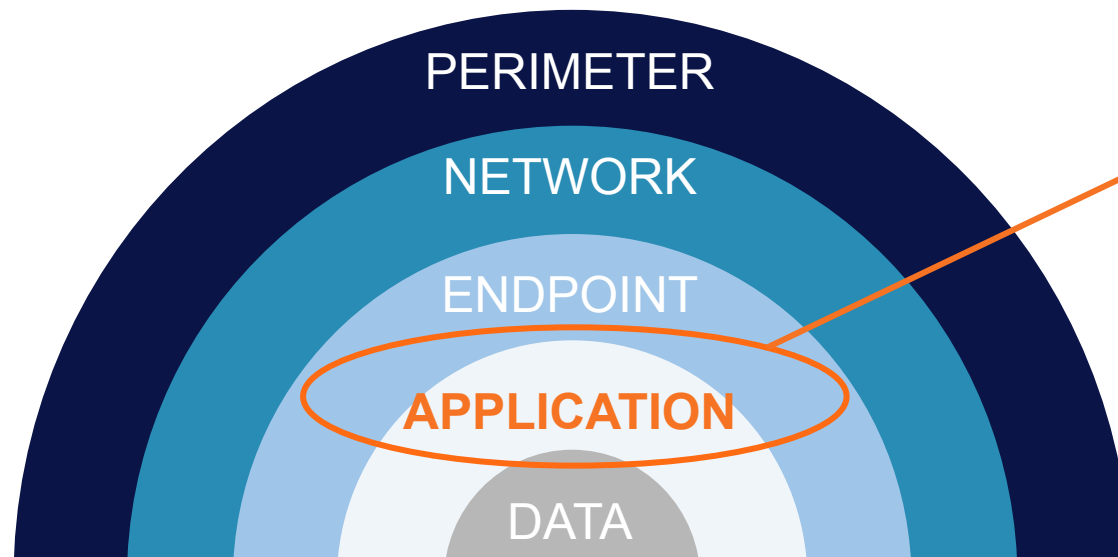 PERIMETER
NETWORK
ENDPOINT
APPLICATION
DATA